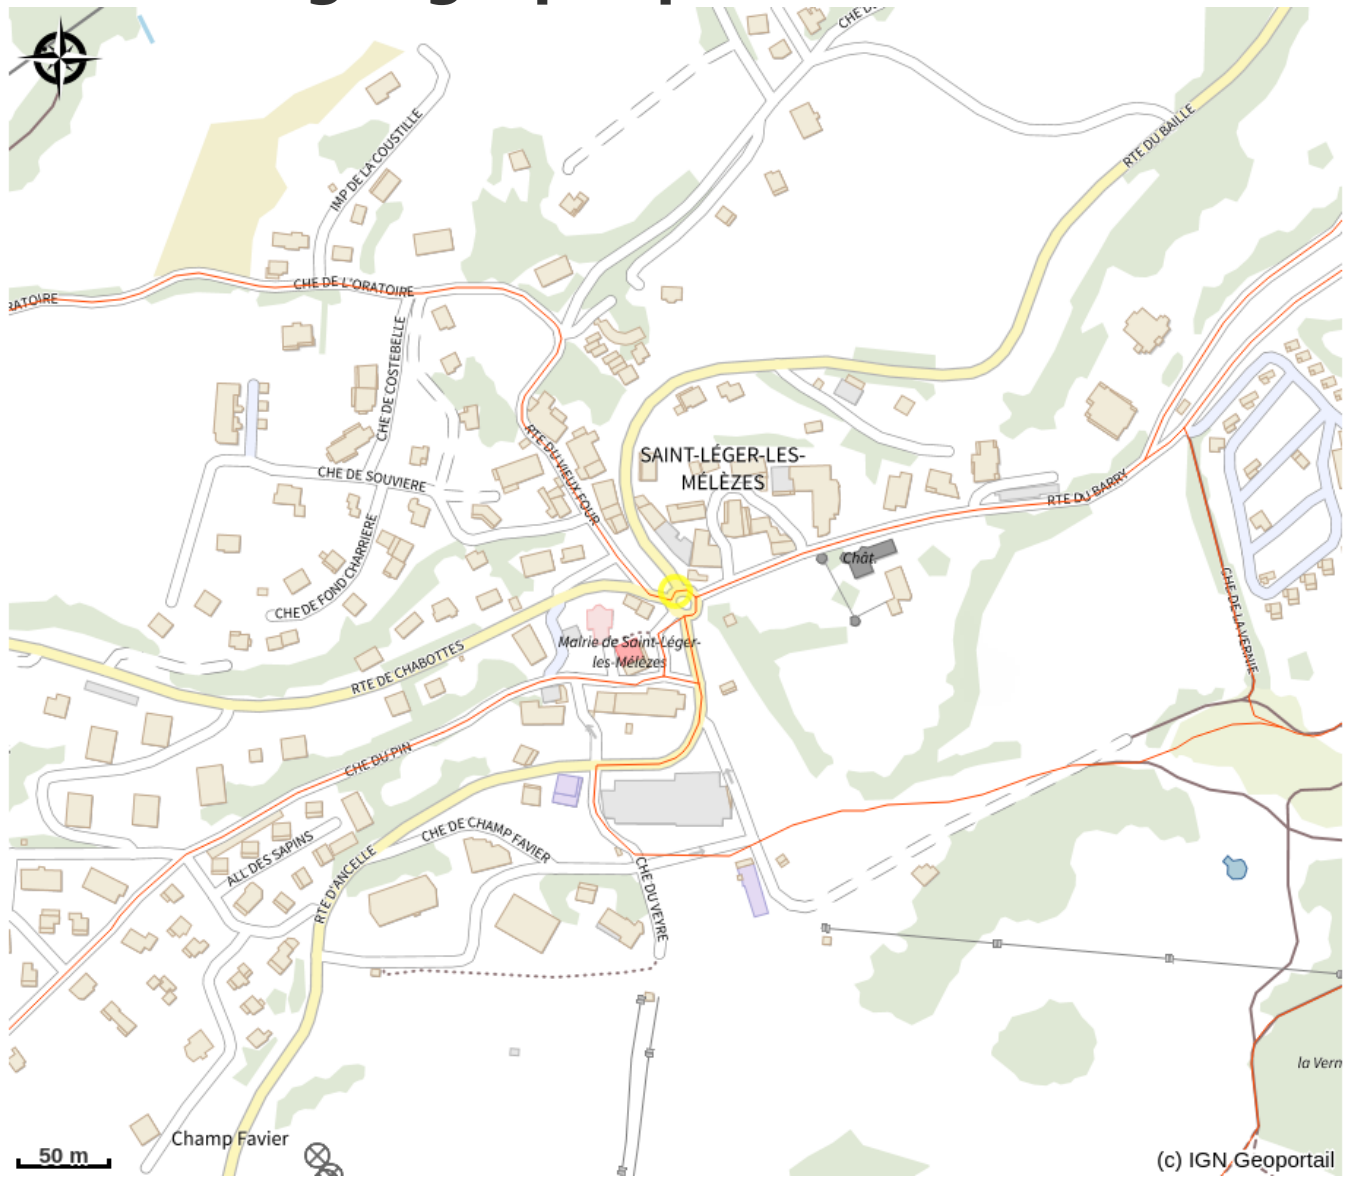 CHE D
RTE DU BAILLE
IMP DE LA COUSTILLE
CHE DE L'ORATOIRE
RATOIRE
CHE DE COSTEBELLE
SAINT-LÉGER-LES-
MÉLÈZES
RTE DU VIEUX FOUR
CHE DE SOUVIERE
RTE DU BARRY
Chât.
CHE DE FOND CHARRIERE
CHE DE LA VERNIE
Mairie de Saint-Léger-
les-Mélèzes
RTE DE CHABOTTES
CHE DU PIN
CHE DE CHAMP FAVIER
ALL DES SAPINS
RTE D'ANCELLE
CHE DU VEYRE
la Vern
Champ Favier
50 m
(c) IGN Geoportail